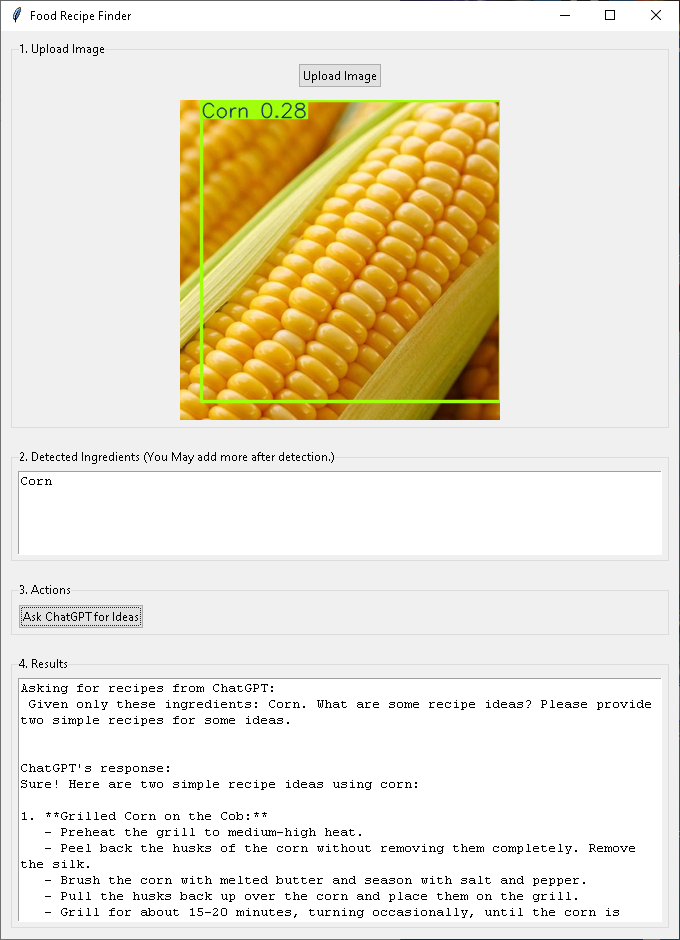 Food Recipe Finder
1. Upload Image
Upload Image
Corn 0.28
2. Detected Ingredients (You May add more after detection.)
Corn
3. Actions
Ask ChatGPT for Ideas
4. Results
Asking for recipes from ChatGPT:
 Given only these ingredients: Corn. What are some recipe ideas? Please provide
two simple recipes for some ideas.
ChatGPT's response:
Sure! Here are two simple recipe ideas using corn:
1. **Grilled Corn on the Cob:**
   - Preheat the grill to medium-high heat.
   - Peel back the husks of the corn without removing them completely. Remove
the silk.
   - Brush the corn with melted butter and season with salt and pepper.
   - Pull the husks back up over the corn and place them on the grill.
   - Grill for about 15-20 minutes, turning occasionally, until the corn is